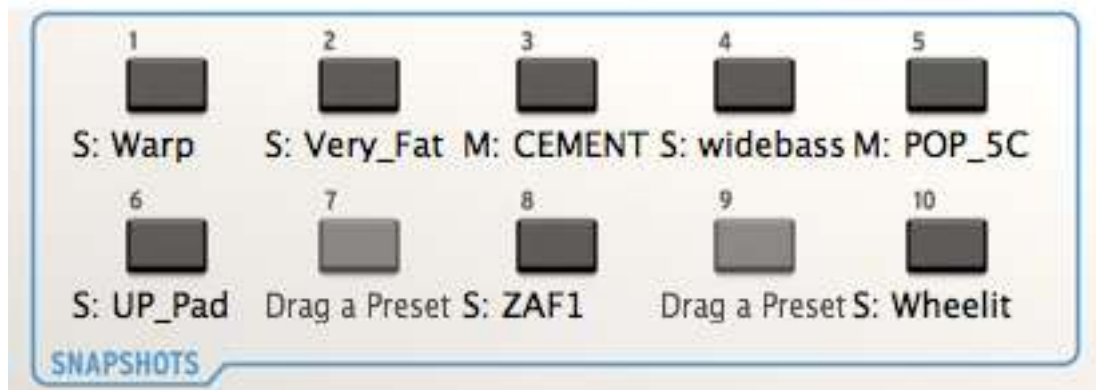 1 2 3 4 5
S: Warp S: Very_Fat M: CEMENT S: widebass M: POP_5C
6 7 8 9 10
S: UP_Pad Drag a Preset S: ZAF1 Drag a Preset S: Wheelit
SNAPSHOTS